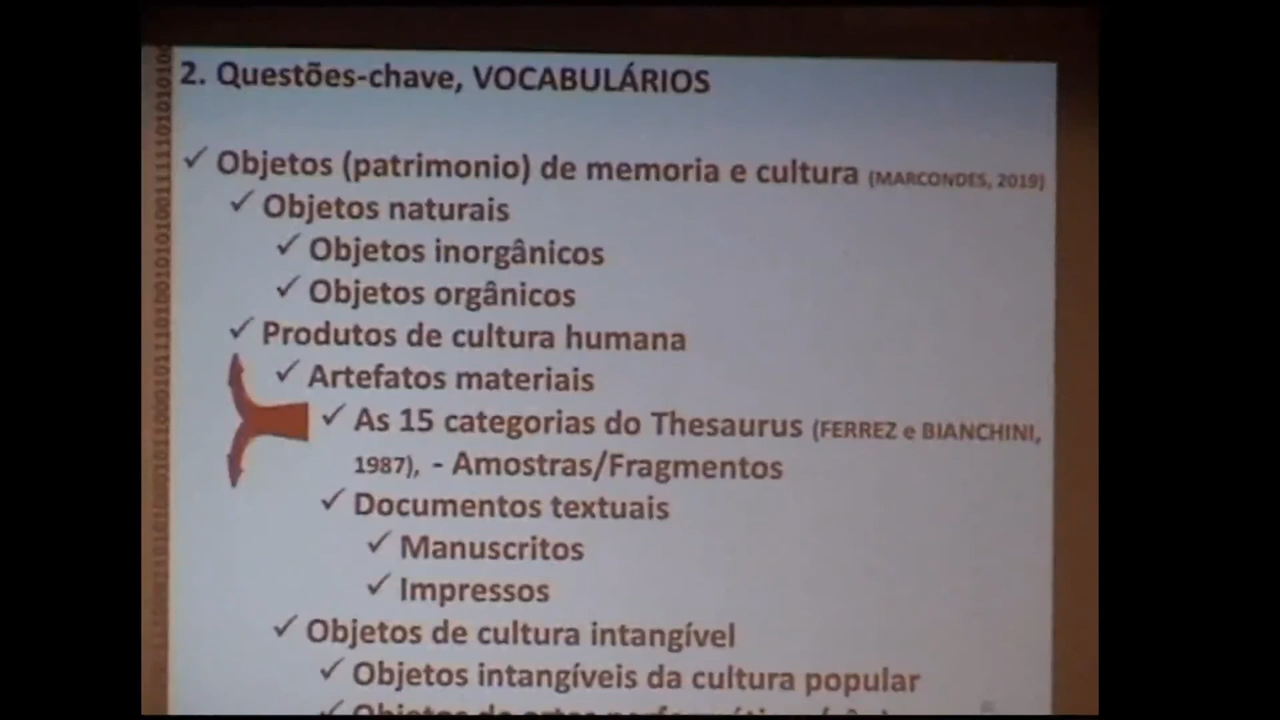 2. Questões-chave, VOCABULÁRIOS
✓ Objetos (patrimonio) de memoria e cultura (MARCONDES, 2019)
✓ Objetos naturais
✓ Objetos inorgânicos
✓ Objetos orgânicos
✓ Produtos de cultura humana
✓ Artefatos materiais
✓ As 15 categorias do Thesaurus (FERREZ e BIANCHINI,
1987), - Amostras/Fragmentos
✓ Documentos textuais
✓ Manuscritos
✓ Impressos
✓ Objetos de cultura intangível
✓ Objetos intangíveis da cultura popular